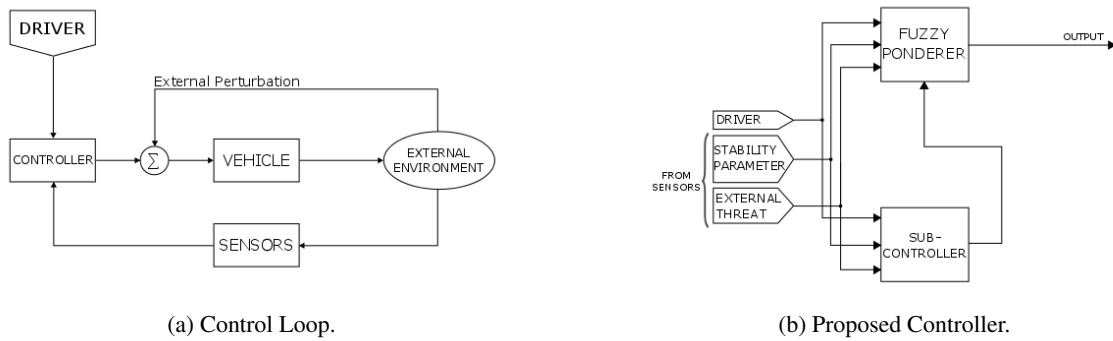 DRIVER
External Perturbation
CONTROLLER
Σ
VEHICLE
EXTERNAL
ENVIRONMENT
SENSORS
(a) Control Loop.
FUZZY
PONDERER
OUTPUT
DRIVER
STABILITY
PARAMETER
FROM
SENSORS
EXTERNAL
THREAT
SUB-
CONTROLLER
(b) Proposed Controller.